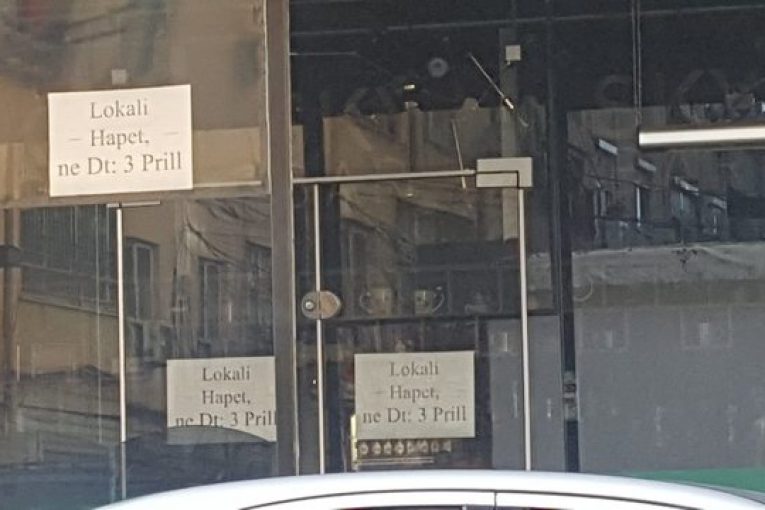 Lokali
– Hapet, –
ne Dt: 3 Prill
Lokali
Hapet,
ne Dt: 3 Prill
Lokali
– Hapet,
ne Dt: 3 Prill